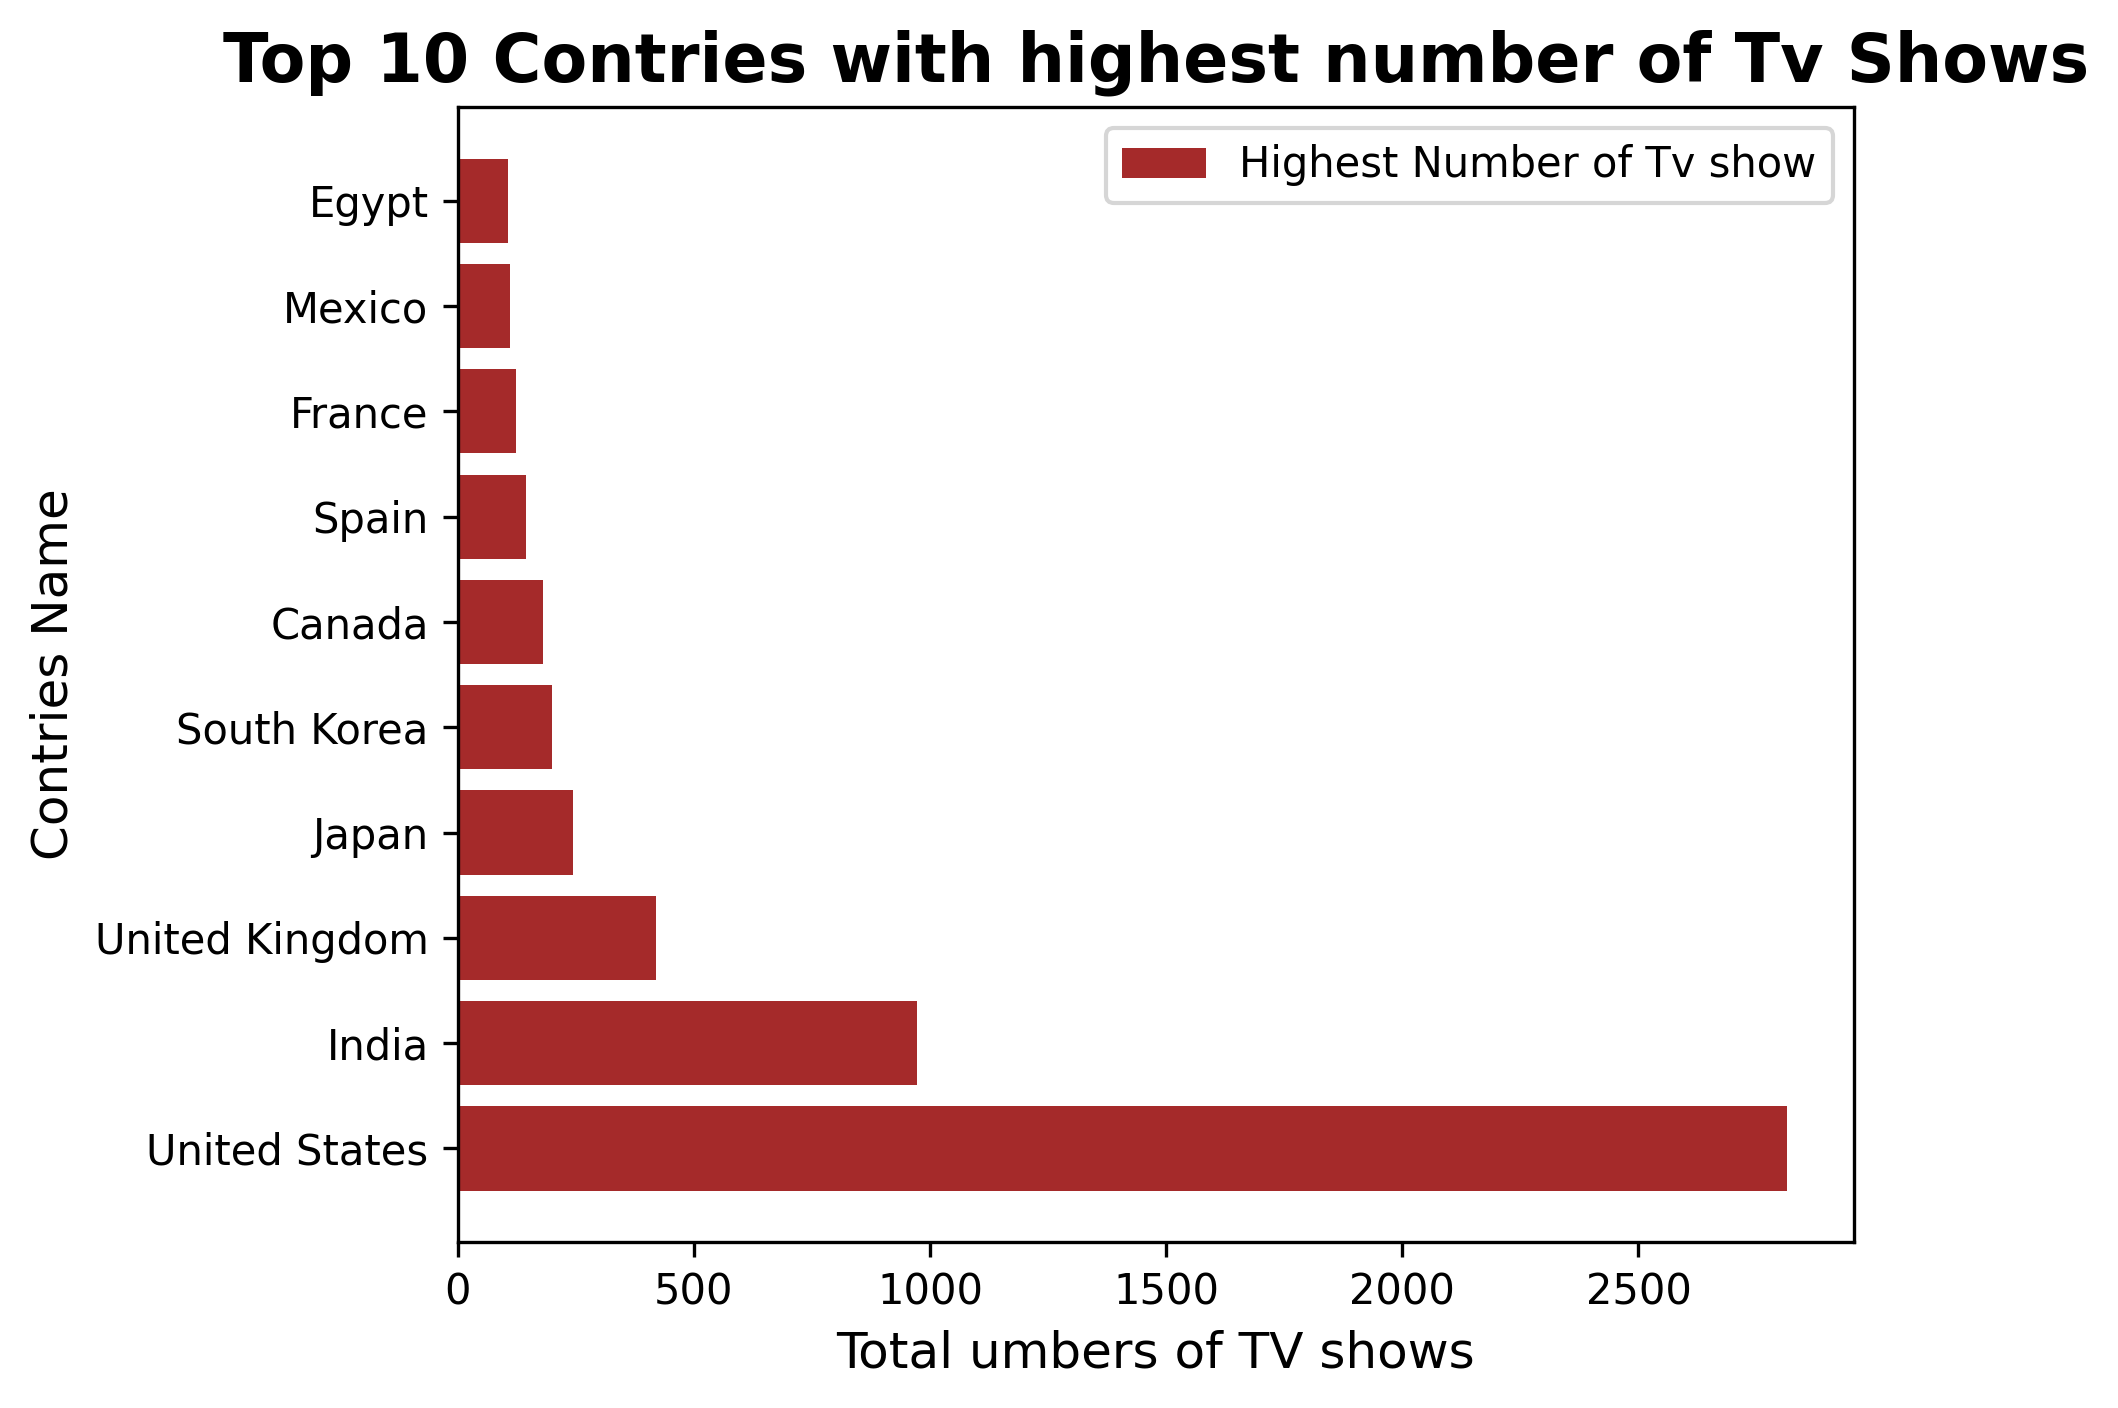 Top 10 Contries with highest number of Tv Shows
Highest Number of Tv show
Contries Name
Egypt
Mexico
France
Spain
Canada
South Korea
Japan
United Kingdom
India
United States
0 500 1000 1500 2000 2500
Total umbers of TV shows